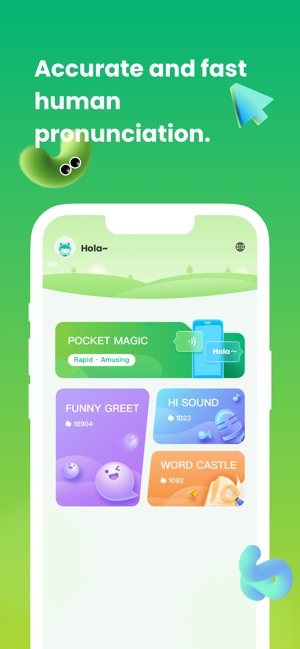 Accurate and fast
human
pronunciation.
Hola~
POCKET MAGIC
Rapid · Amusing
Hola~
FUNNY GREET
18904
HI SOUND
1023
WORD CASTLE
1092